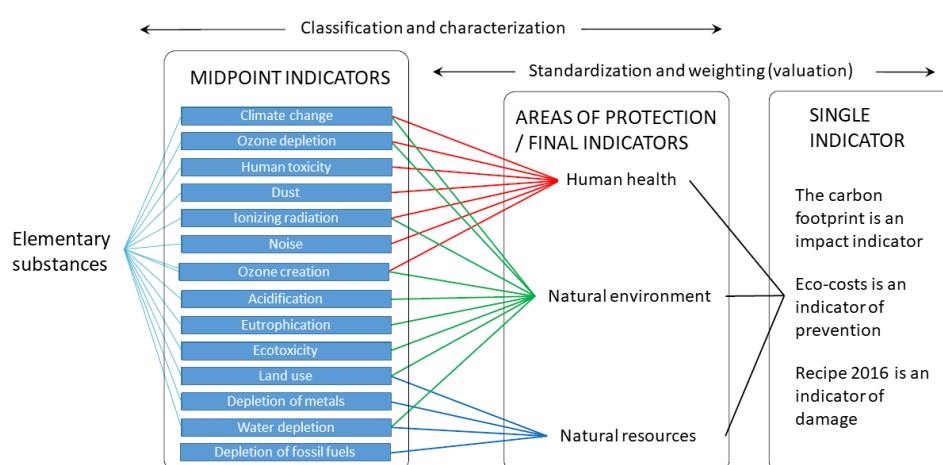 Classification and characterization
Standardization and weighting (valuation)
Elementary
substances
MIDPOINT INDICATORS
Climate change
Ozone depletion
Human toxicity
Dust
Ionizing radiation
Noise
Ozone creation
Acidification
Eutrophication
Ecotoxicity
Land use
Depletion of metals
Water depletion
Depletion of fossil fuels
AREAS OF PROTECTION
/ FINAL INDICATORS
Human health
Natural environment
Natural resources
SINGLE
INDICATOR
The carbon
footprint is an
impact indicator
Eco-costs is an
indicator of
prevention
Recipe 2016 is an
indicator of
damage